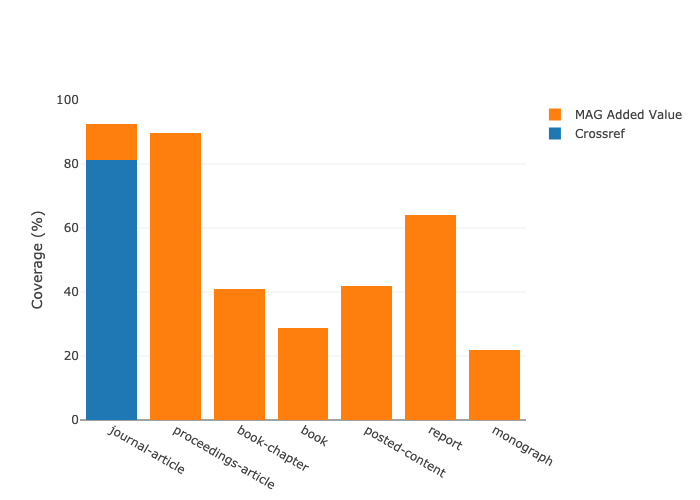 100
80
60
40
20
0
Coverage (%)
journal-article
proceedings-article
book-chapter
book
posted-content
report
monograph
MAG Added Value
Crossref